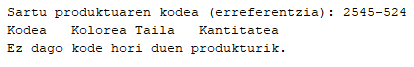 Sartu produktuaren kodea (erreferentzia): 2545-524
Kodea   Kolorea Taila   Kantitatea
Ez dago kode hori duen produkturik.